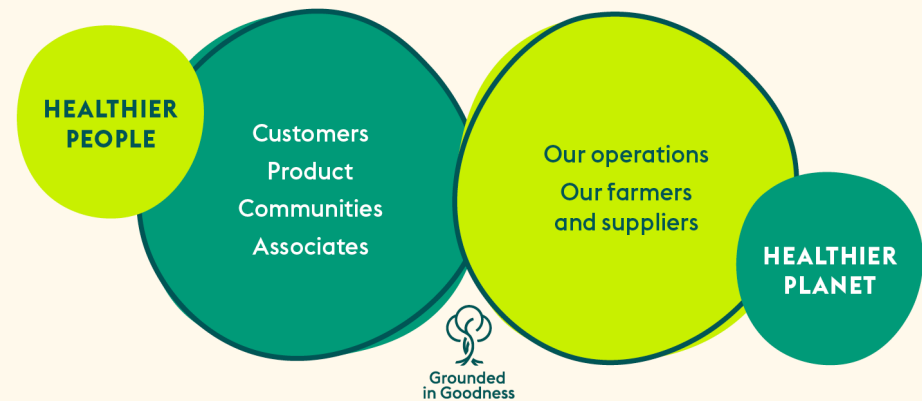 HEALTHIER
PEOPLE
Customers
Product
Communities
Associates
Our operations
Our farmers
and suppliers
HEALTHIER
PLANET
Grounded
in Goodness